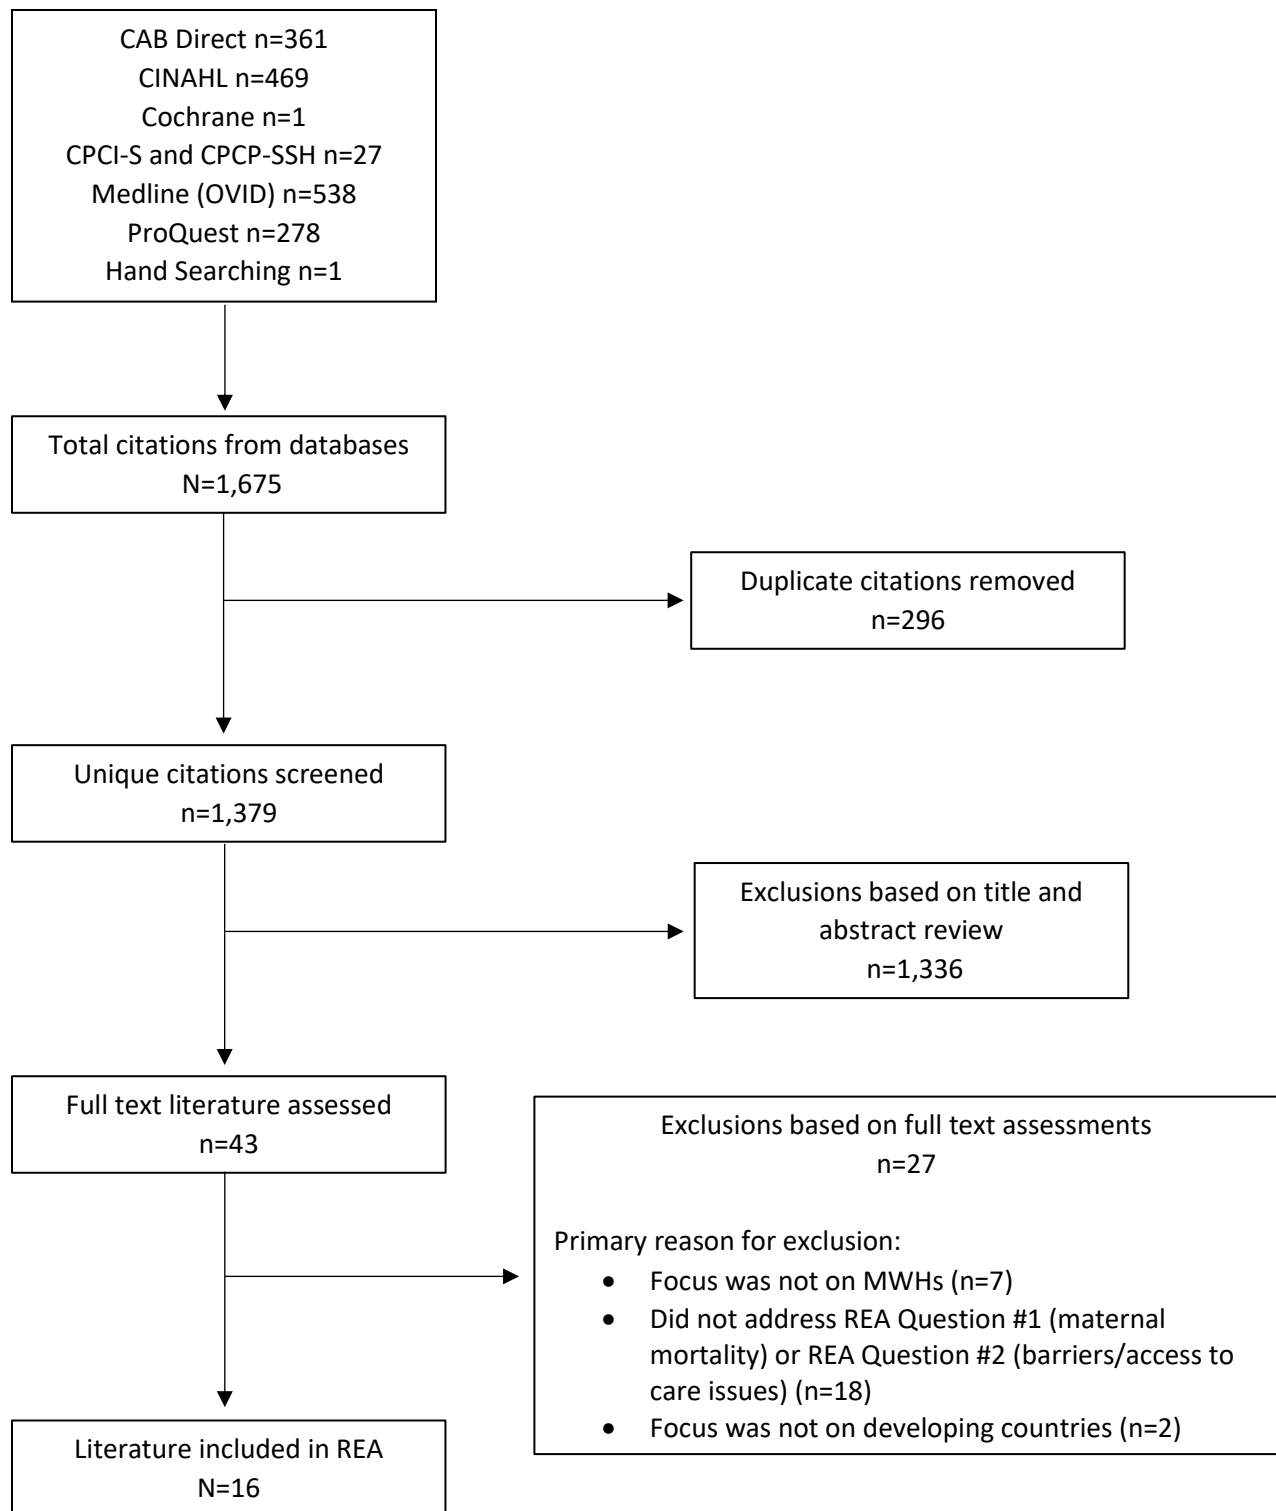 CAB Direct n=361
CINAHL n=469
Cochrane n=1
CPCI-S and CPCP-SSH n=27
Medline (OVID) n=538
ProQuest n=278
Hand Searching n=1
Total citations from databases
N=1,675
Duplicate citations removed
n=296
Unique citations screened
n=1,379
Exclusions based on title and
abstract review
n=1,336
Full text literature assessed
n=43
Exclusions based on full text assessments
n=27
Primary reason for exclusion:
• Focus was not on MWHs (n=7)
• Did not address REA Question #1 (maternal
mortality) or REA Question #2 (barriers/access to
care issues) (n=18)
• Focus was not on developing countries (n=2)
Literature included in REA
N=16